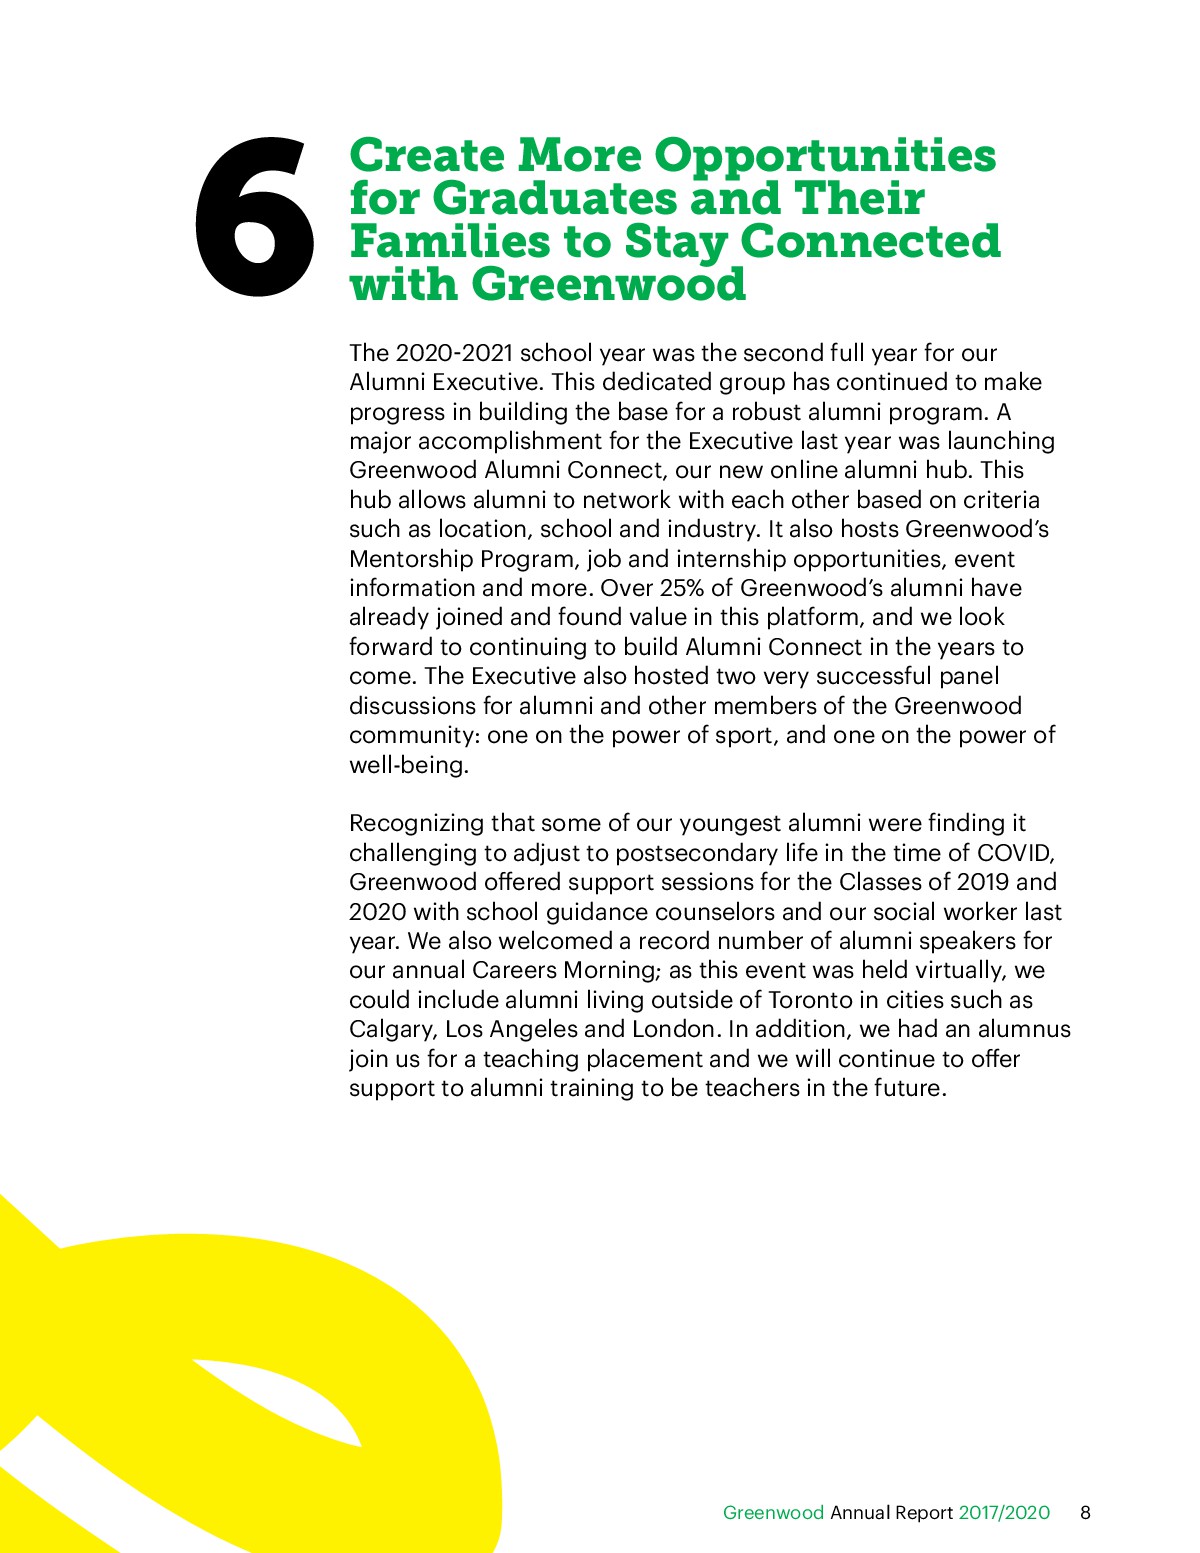 6
Create More Opportunities
for Graduates and Their
Families to Stay Connected
with Greenwood
The 2020-2021 school year was the second full year for our
Alumni Executive. This dedicated group has continued to make
progress in building the base for a robust alumni program. A
major accomplishment for the Executive last year was launching
Greenwood Alumni Connect, our new online alumni hub. This
hub allows alumni to network with each other based on criteria
such as location, school and industry. It also hosts Greenwood’s
Mentorship Program, job and internship opportunities, event
information and more. Over 25% of Greenwood’s alumni have
already joined and found value in this platform, and we look
forward to continuing to build Alumni Connect in the years to
come. The Executive also hosted two very successful panel
discussions for alumni and other members of the Greenwood
community: one on the power of sport, and one on the power of
well-being.
Recognizing that some of our youngest alumni were finding it
challenging to adjust to postsecondary life in the time of COVID,
Greenwood offered support sessions for the Classes of 2019 and
2020 with school guidance counselors and our social worker last
year. We also welcomed a record number of alumni speakers for
our annual Careers Morning; as this event was held virtually, we
could include alumni living outside of Toronto in cities such as
Calgary, Los Angeles and London. In addition, we had an alumnus
join us for a teaching placement and we will continue to offer
support to alumni training to be teachers in the future.
Greenwood Annual Report 2017/2020 8